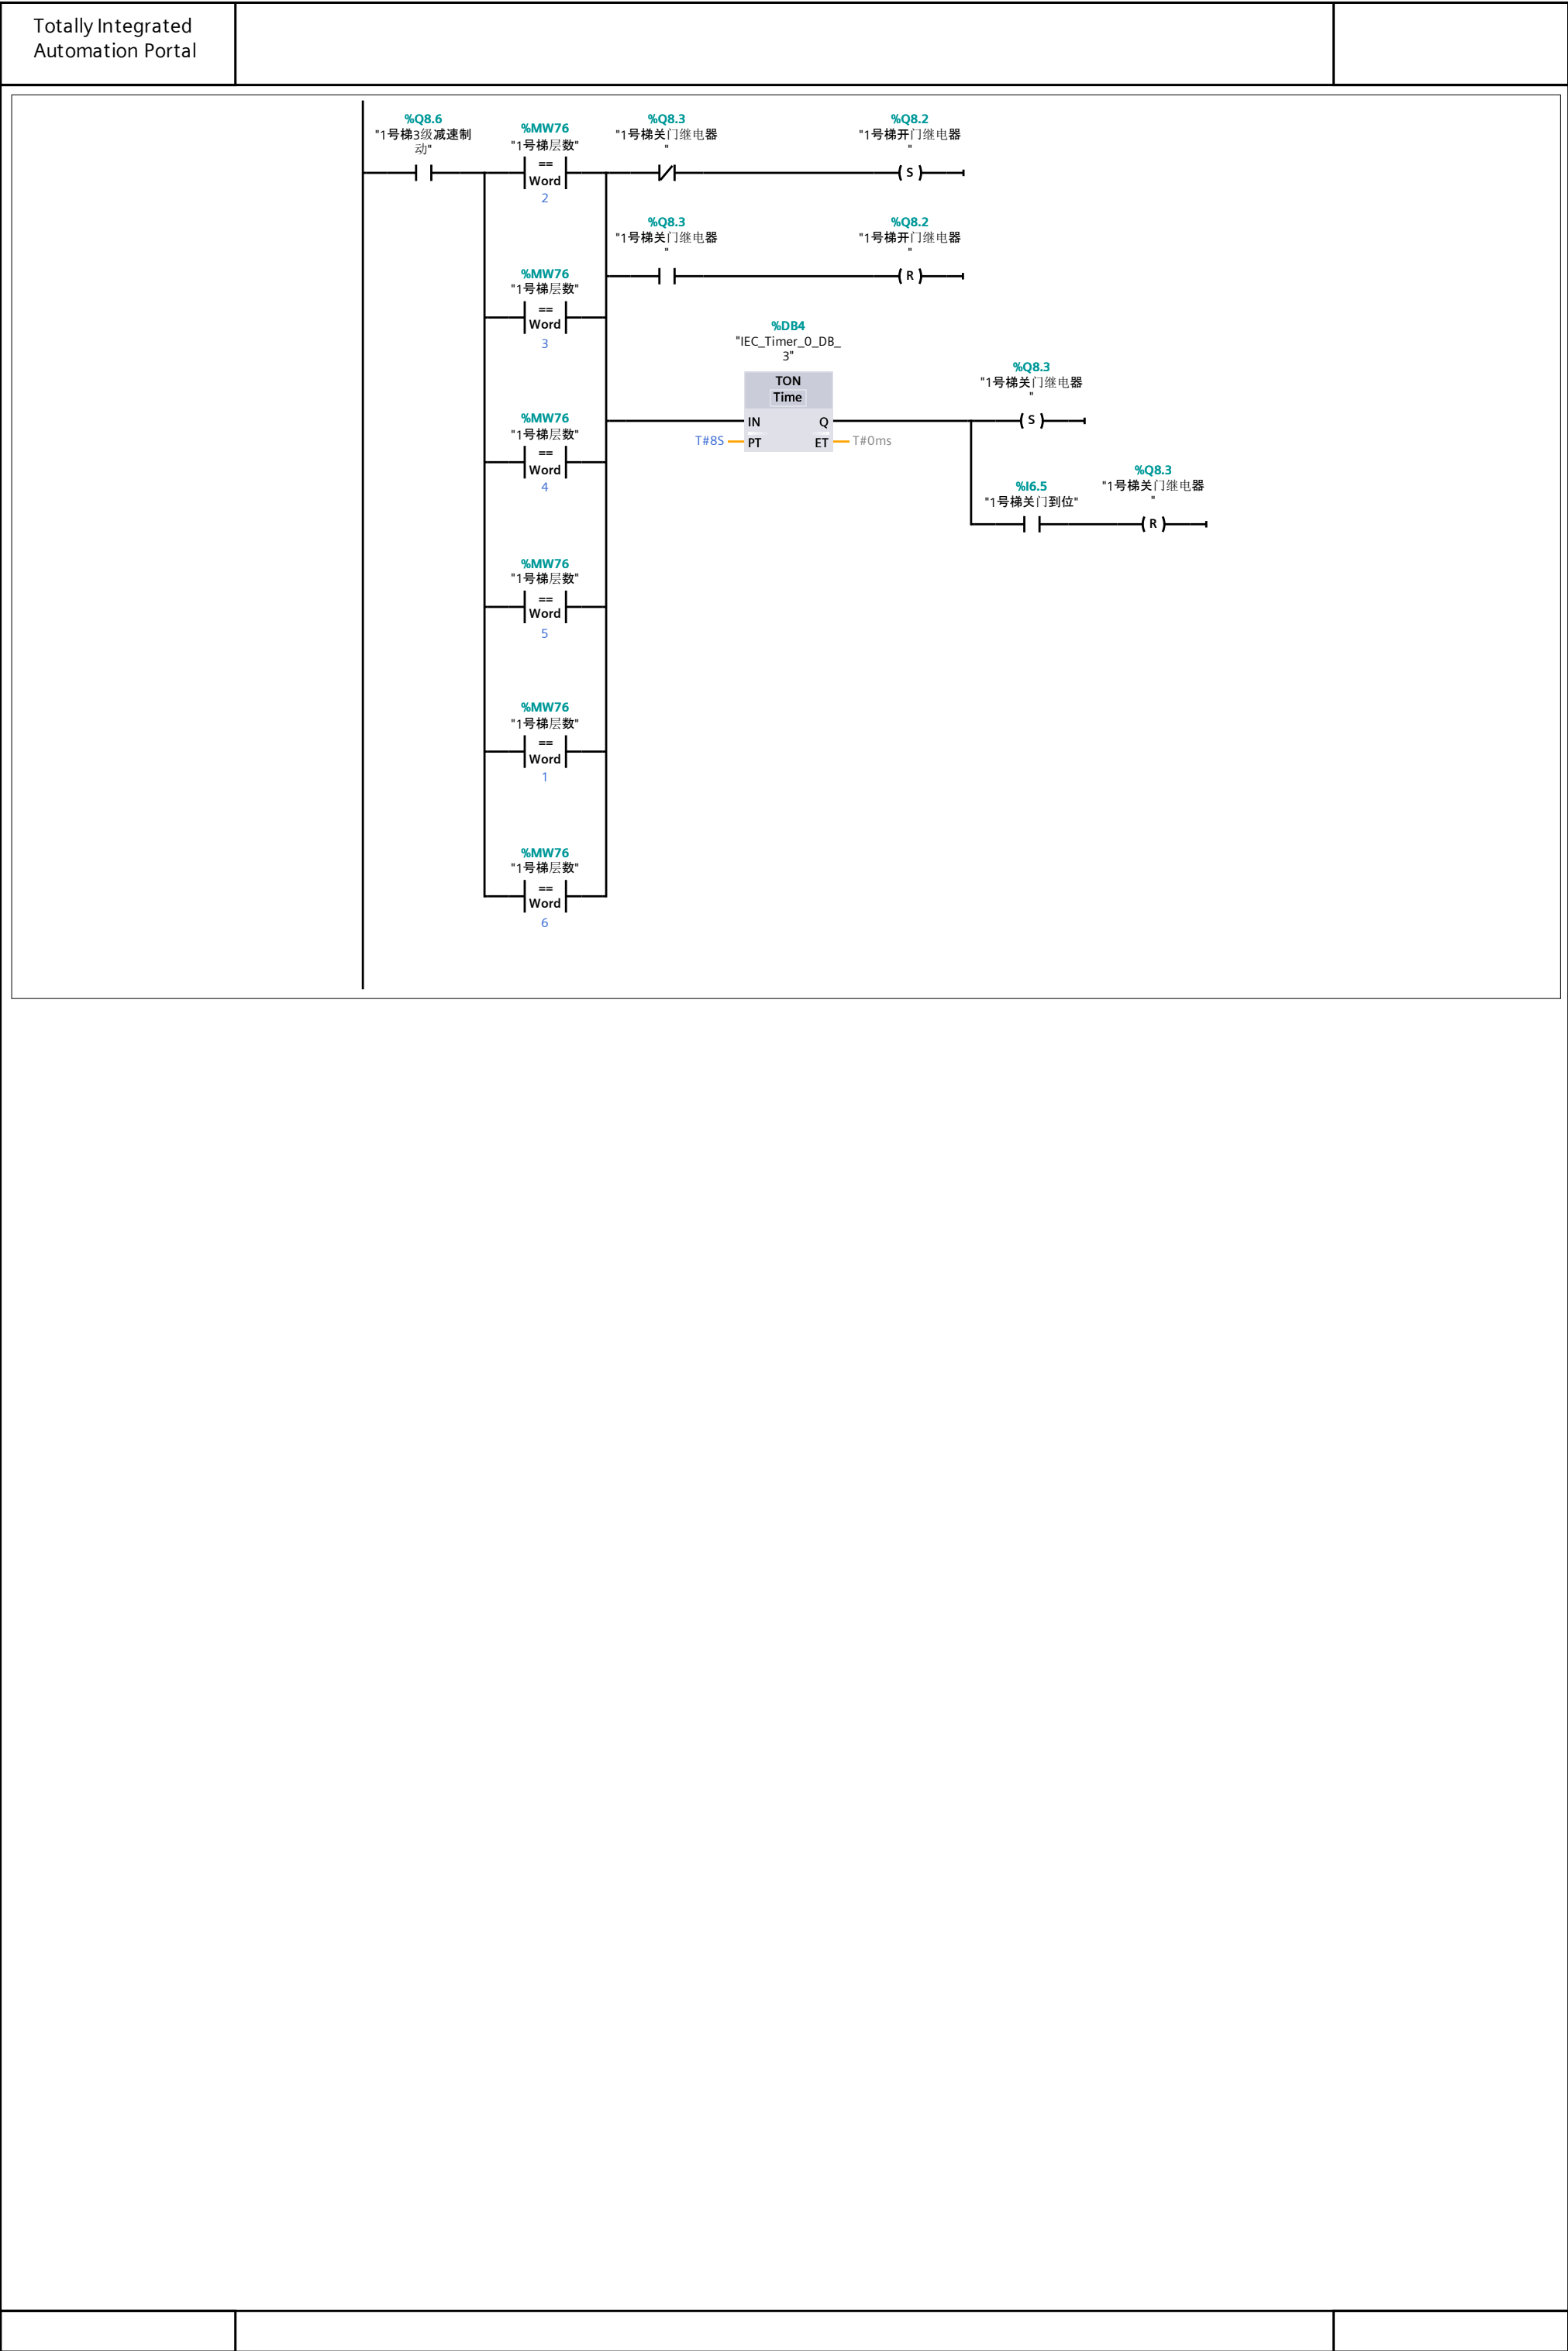 Totally Integrated
Automation Portal
%Q8.6
"1号梯3级减速制
动"
%MW76
"1号梯层数"
==
Word
2
%Q8.3
"1号梯关门继电器
"
%Q8.2
"1号梯开门继电器
"
S
%Q8.3
"1号梯关门继电器
"
%Q8.2
"1号梯开门继电器
"
R
%MW76
"1号梯层数"
==
Word
3
%DB4
"IEC_Timer_0_DB_
3"
TON
Time
IN Q
T#8S PT ET T#0ms
%Q8.3
"1号梯关门继电器
"
S
%MW76
"1号梯层数"
==
Word
4
%I6.5
"1号梯关门到位"
%Q8.3
"1号梯关门继电器
"
R
%MW76
"1号梯层数"
==
Word
5
%MW76
"1号梯层数"
==
Word
1
%MW76
"1号梯层数"
==
Word
6